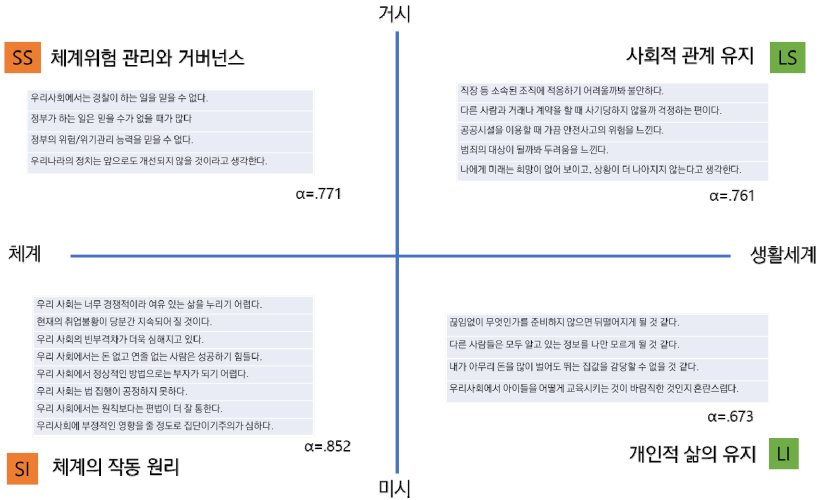 거시
SS 체계위험 관리와 거버넌스
우리사회에서는 경찰이 하는 일을 믿을 수 없다.
정부가 하는 일은 믿을 수가 없을 때가 많다
정부의 위험/위기관리 능력을 믿을 수 없다.
우리나라의 정치는 앞으로도 개선되지 않을 것이라고 생각한다.
α=.771
사회적 관계 유지 LS
직장 등 소속된 조직에 적응하기 어려울까봐 불안하다.
다른 사람과 거래나 계약을 할 때 사기당하지 않을까 걱정하는 편이다.
공공시설을 이용할 때 가끔 안전사고의 위험을 느낀다.
범죄의 대상이 될까봐 두려움을 느낀다.
나에게 미래는 희망이 없어 보이고, 상황이 더 나아지지 않는다고 생각한다.
α=.761
체계
생활세계
우리 사회는 너무 경쟁적이라 여유 있는 삶을 누리기 어렵다.
현재의 취업불황이 당분간 지속되어 질 것이다.
우리 사회의 빈부격차가 더욱 심해지고 있다.
우리 사회에서는 돈 없고 연줄 없는 사람은 성공하기 힘들다.
우리 사회에서 정상적인 방법으로는 부자가 되기 어렵다.
우리 사회는 법 집행이 공정하지 못하다.
우리 사회에서는 원칙보다는 편법이 더 잘 통한다.
우리사회에 부정적인 영향을 줄 정도로 집단이기주의가 심하다.
α=.852
SI 체계의 작동 원리
끊임없이 무엇인가를 준비하지 않으면 뒤떨어지게 될 것 같다.
다른 사람들은 모두 알고 있는 정보를 나만 모르게 될 것 같다.
내가 아무리 돈을 많이 벌어도 뛰는 집값을 감당할 수 없을 것 같다.
우리사회에서 아이들을 어떻게 교육시키는 것이 바람직한 것인지 혼란스럽다.
α=.673
개인적 삶의 유지 LI
미시